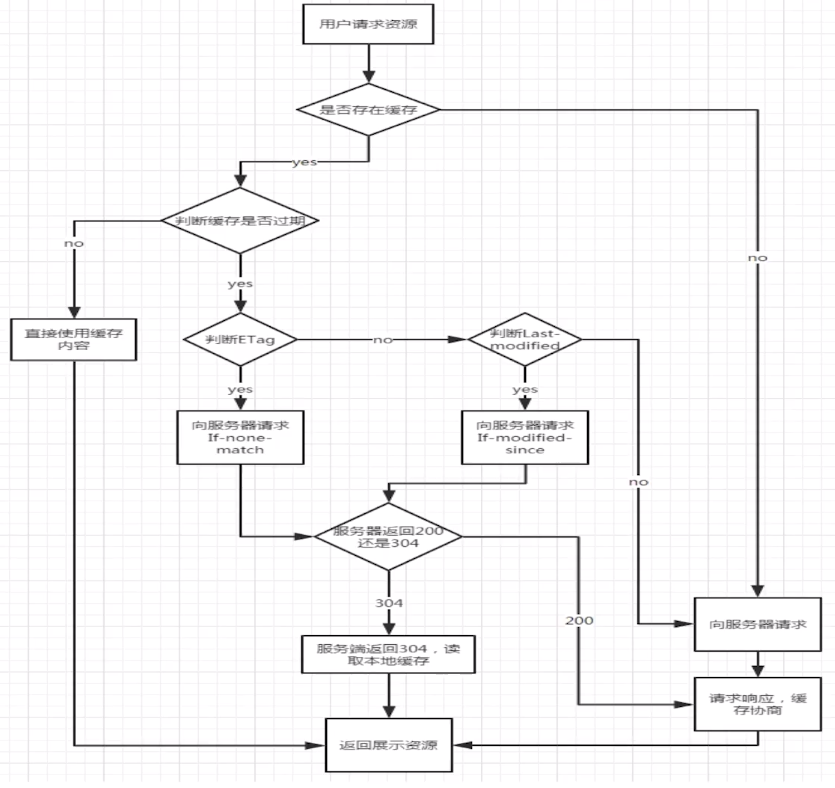 用户请求资源
是否存在缓存
yes
判断缓存是否过期
no
no
yes
直接使用缓存
内容
判断ETag
no
判断Last-
modified
yes
yes
向服务器请求
If-none-
match
向服务器请求
If-modified-
since
no
服务器返回200
还是304
304
200
向服务器请求
服务端返回304，读
取本地缓存
请求响应，缓
存协商
返回展示资源